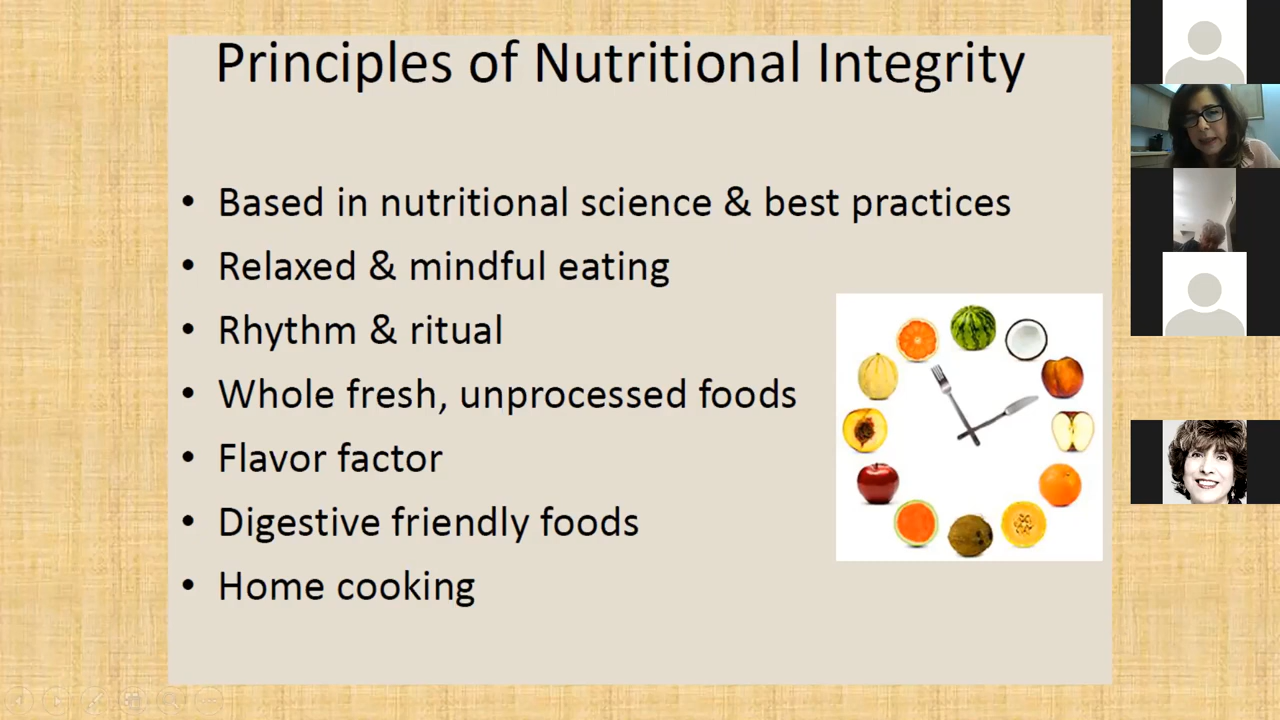 Principles of Nutritional Integrity
• Based in nutritional science & best practices
• Relaxed & mindful eating
• Rhythm & ritual
• Whole fresh, unprocessed foods
• Flavor factor
• Digestive friendly foods
• Home cooking